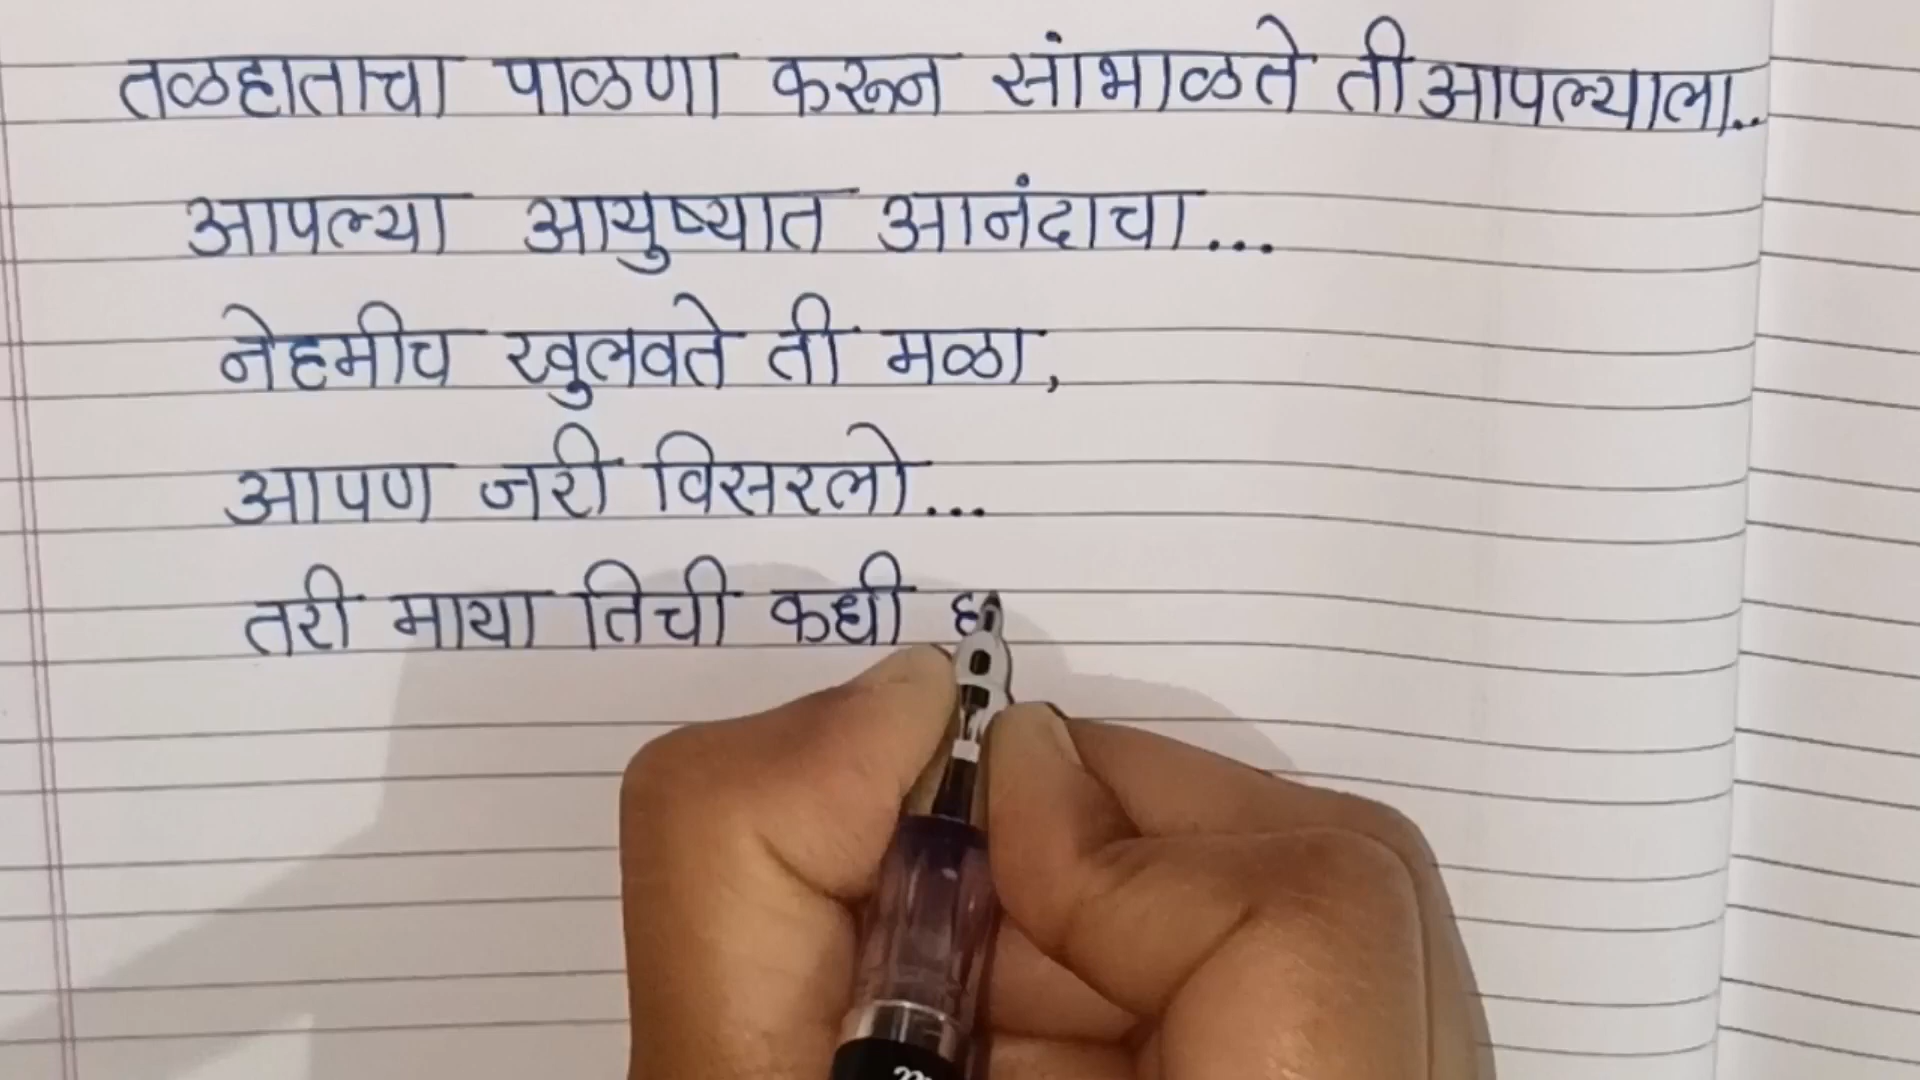 तळहाताचा पाळणा करून सांभाळते ती आपल्याला..
आपल्या आयुष्यात आनंदाचा...
नेहमीच खुलवते ती मळा,
आपण जरी विसरलो...
तरी माया तिची कधी